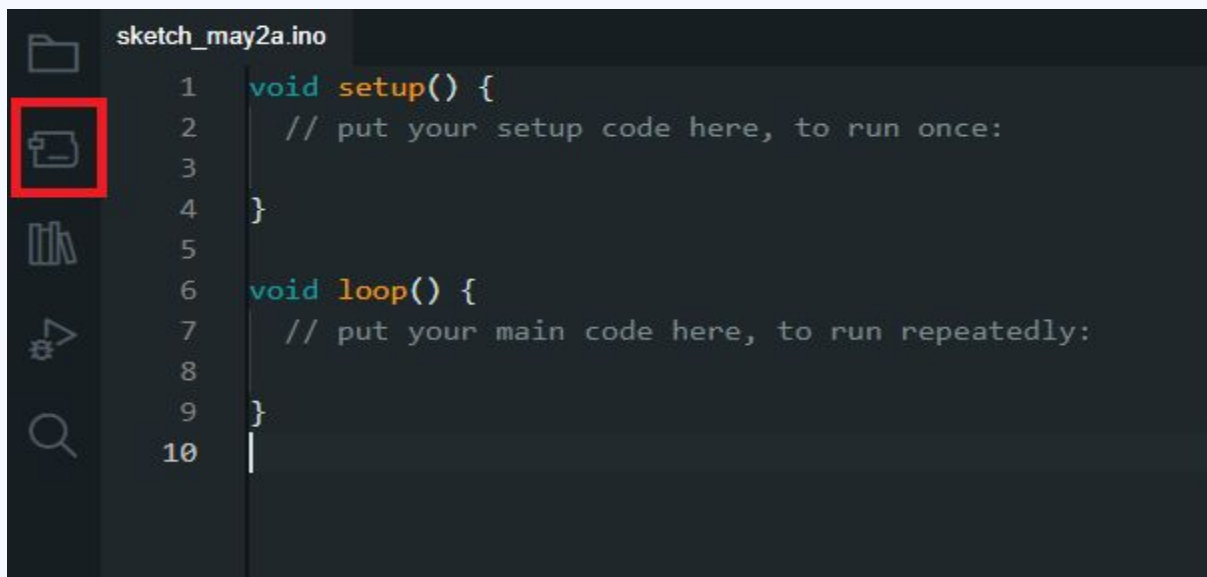 sketch_may2a.ino
1 void setup() {
2 // put your setup code here, to run once:
3
4 }
5
6 void loop() {
7 // put your main code here, to run repeatedly:
8
9 }
10